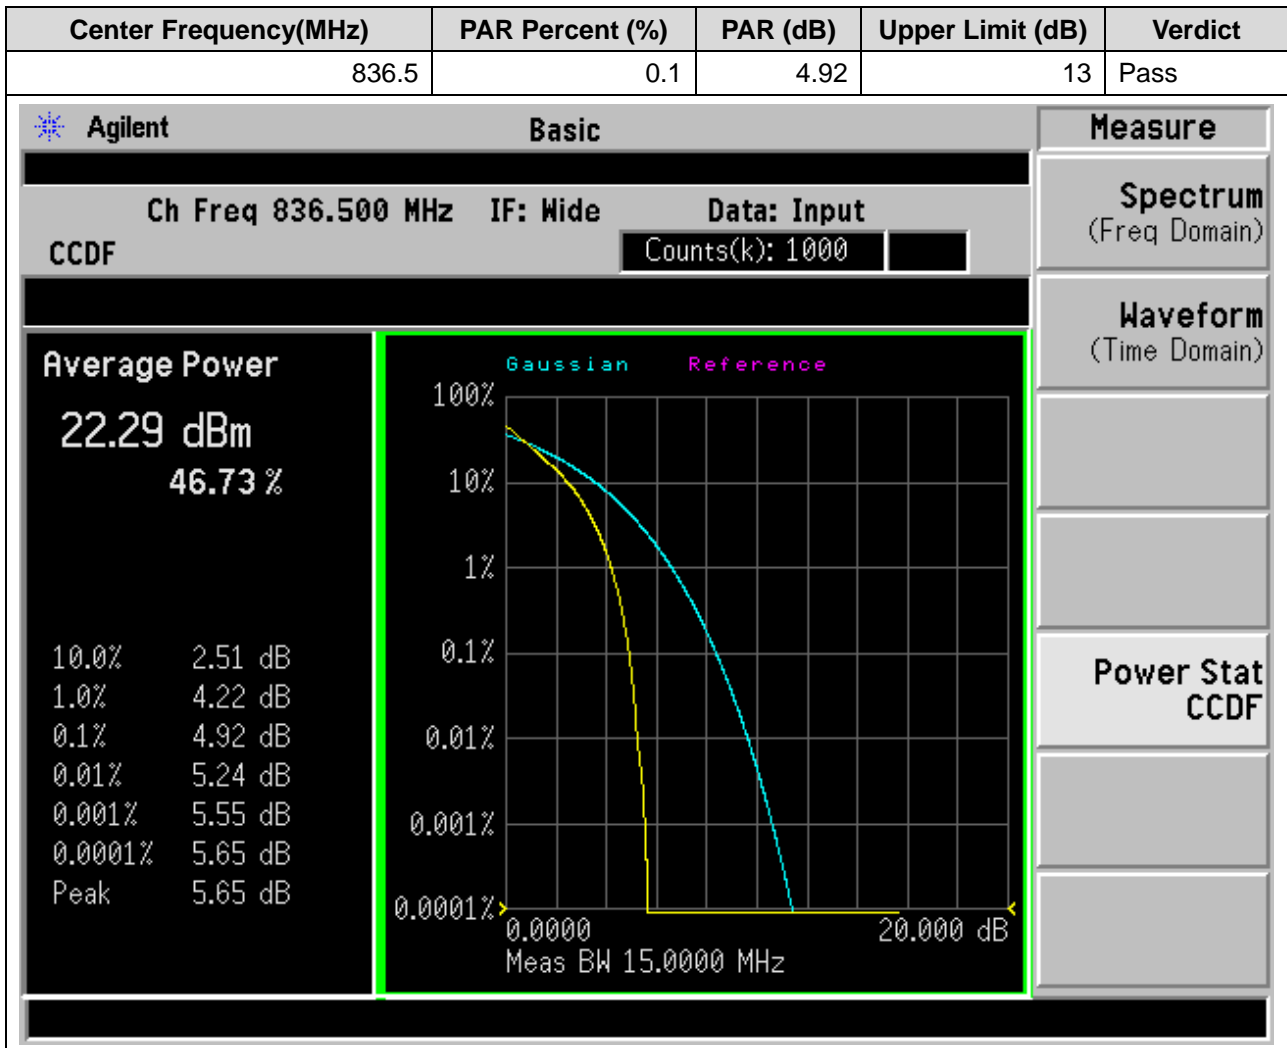 Center Frequency(MHz) PAR Percent (%) PAR (dB) Upper Limit (dB) Verdict
836.5 0.1 4.92 13 Pass
Agilent Basic Measure
Ch Freq 836.500 MHz IF: Wide Data: Input
CCDF Counts(k): 1000
Spectrum
(Freq Domain)
Waveform
(Time Domain)
Power Stat
CCDF
Average Power
22.29 dBm
46.73 %
10.0% 2.51 dB
1.0% 4.22 dB
0.1% 4.92 dB
0.01% 5.24 dB
0.001% 5.55 dB
0.0001% 5.65 dB
Peak 5.65 dB
Gaussian Reference
100%
10%
1%
0.1%
0.01%
0.001%
0.0001%
0.0000 20.000 dB
Meas BW 15.0000 MHz